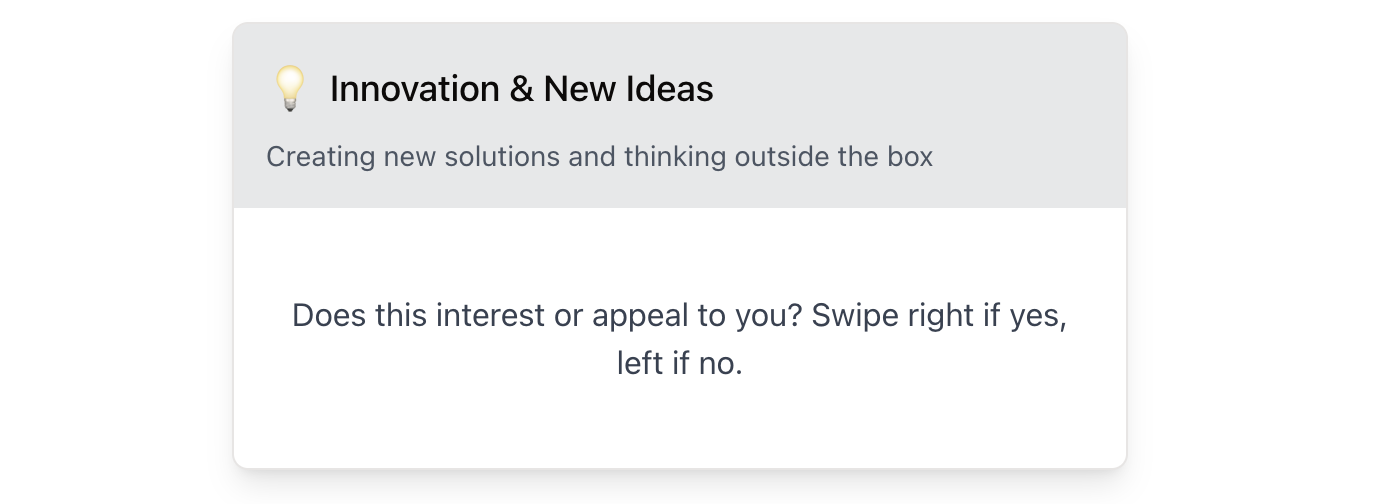 Innovation & New Ideas
Creating new solutions and thinking outside the box
Does this interest or appeal to you? Swipe right if yes,
left if no.